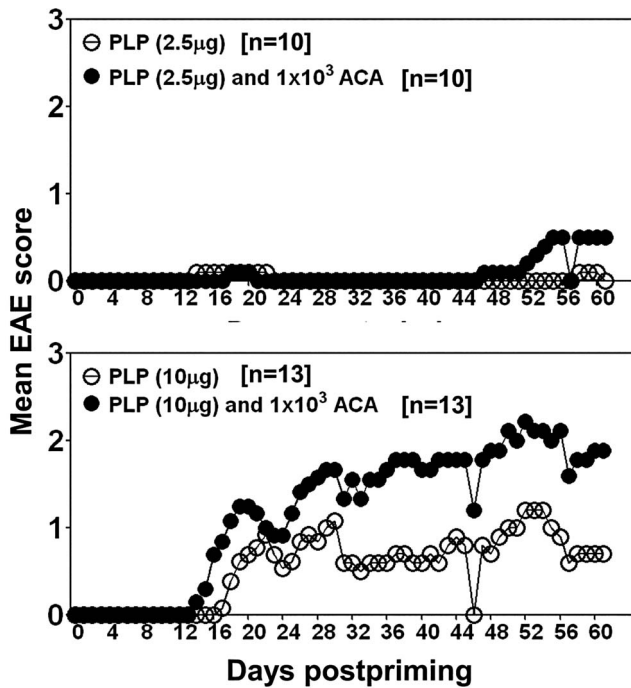 3
PLP (2.5µg) [n=10]
PLP (2.5µg) and 1x10³ ACA [n=10]
2
1
0
0 4 8 12 16 20 24 28 32 36 40 44 48 52 56 60
Mean EAE score
3
PLP (10µg) [n=13]
PLP (10µg) and 1x10³ ACA [n=13]
2
1
0
0 4 8 12 16 20 24 28 32 36 40 44 46 48 52 56 60
Days postpriming